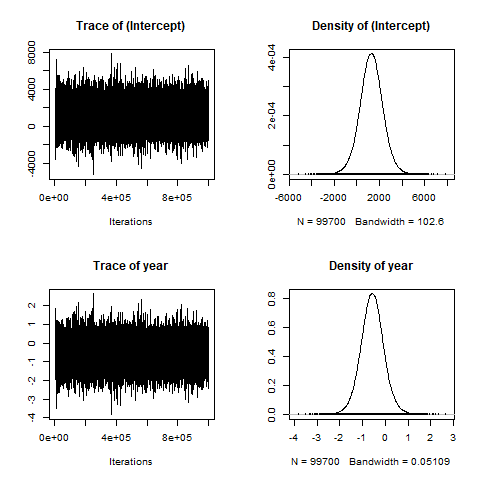 Trace of (Intercept)
8000
4000
0
-4000
0e+00 4e+05 8e+05
Iterations
Density of (Intercept)
4e-04
2e-04
0e+00
-6000 -2000 2000 6000
N = 99700 Bandwidth = 102.6
Trace of year
2
1
0
-1
-2
-3
-4
0e+00 4e+05 8e+05
Iterations
Density of year
0.8
0.6
0.4
0.2
0.0
-4 -3 -2 -1 0 1 2 3
N = 99700 Bandwidth = 0.05109